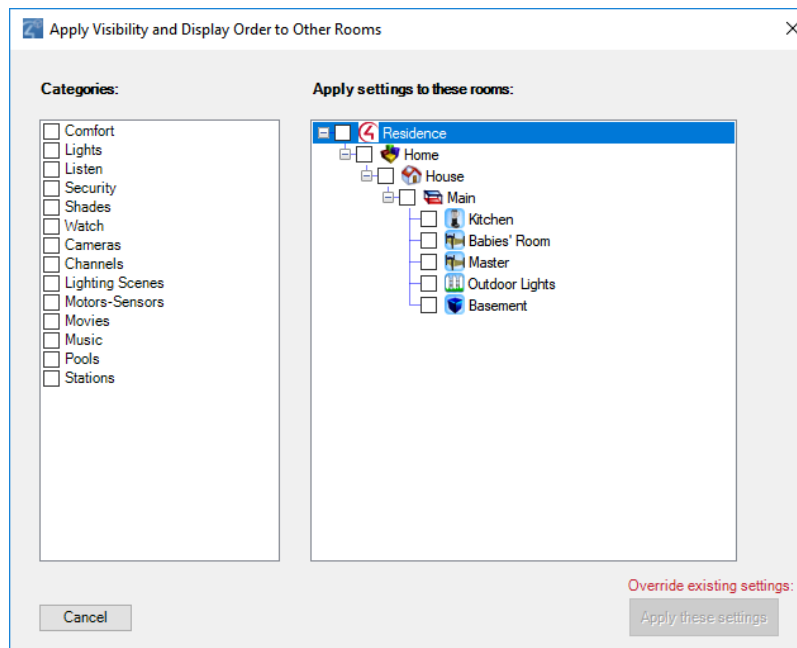 Apply Visibility and Display Order to Other Rooms
Categories:
Apply settings to these rooms:
Comfort
Lights
Listen
Security
Shades
Watch
Cameras
Channels
Lighting Scenes
Motors-Sensors
Movies
Music
Pools
Stations
Residence
Home
House
Main
Kitchen
Babies' Room
Master
Outdoor Lights
Basement
Override existing settings:
Cancel
Apply these settings